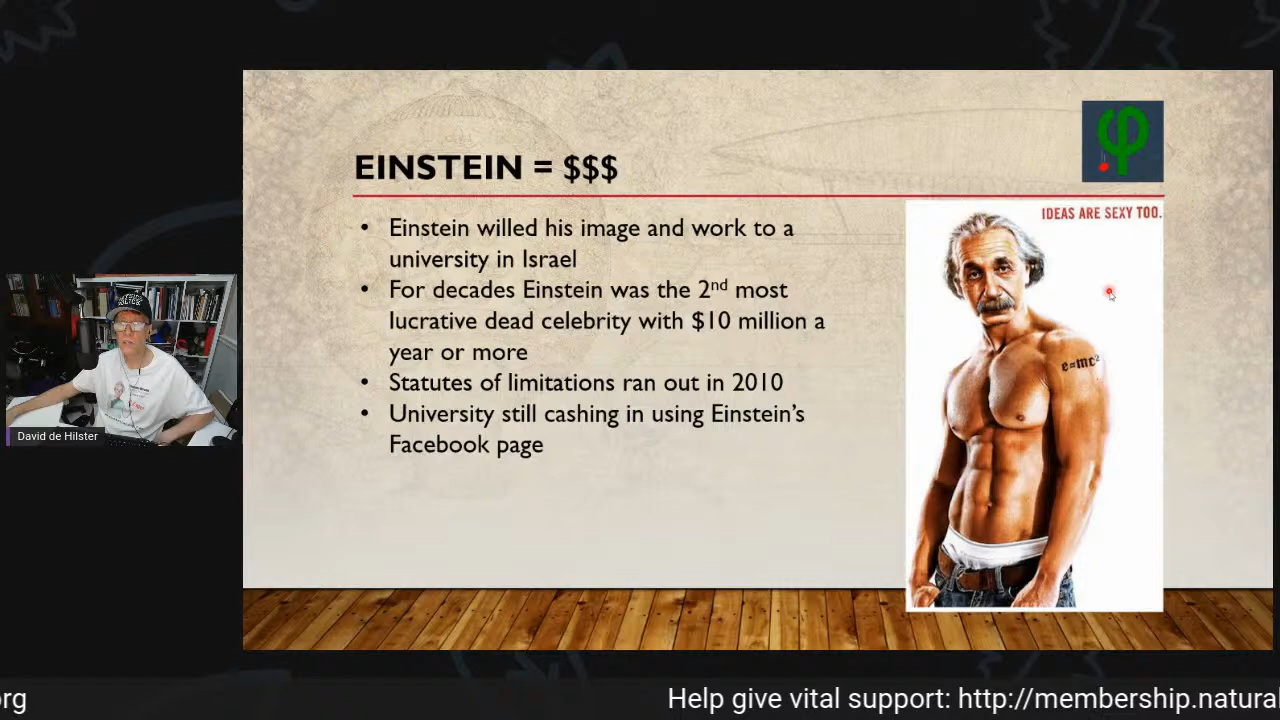 EINSTEIN = $$$
• Einstein willed his image and work to a
university in Israel
• For decades Einstein was the 2nd most
lucrative dead celebrity with $10 million a
year or more
• Statutes of limitations ran out in 2010
• University still cashing in using Einstein's
Facebook page
IDEAS ARE SEXY TOO.
e=mc²
David de Hilster
org
Help give vital support: http://membership.natural